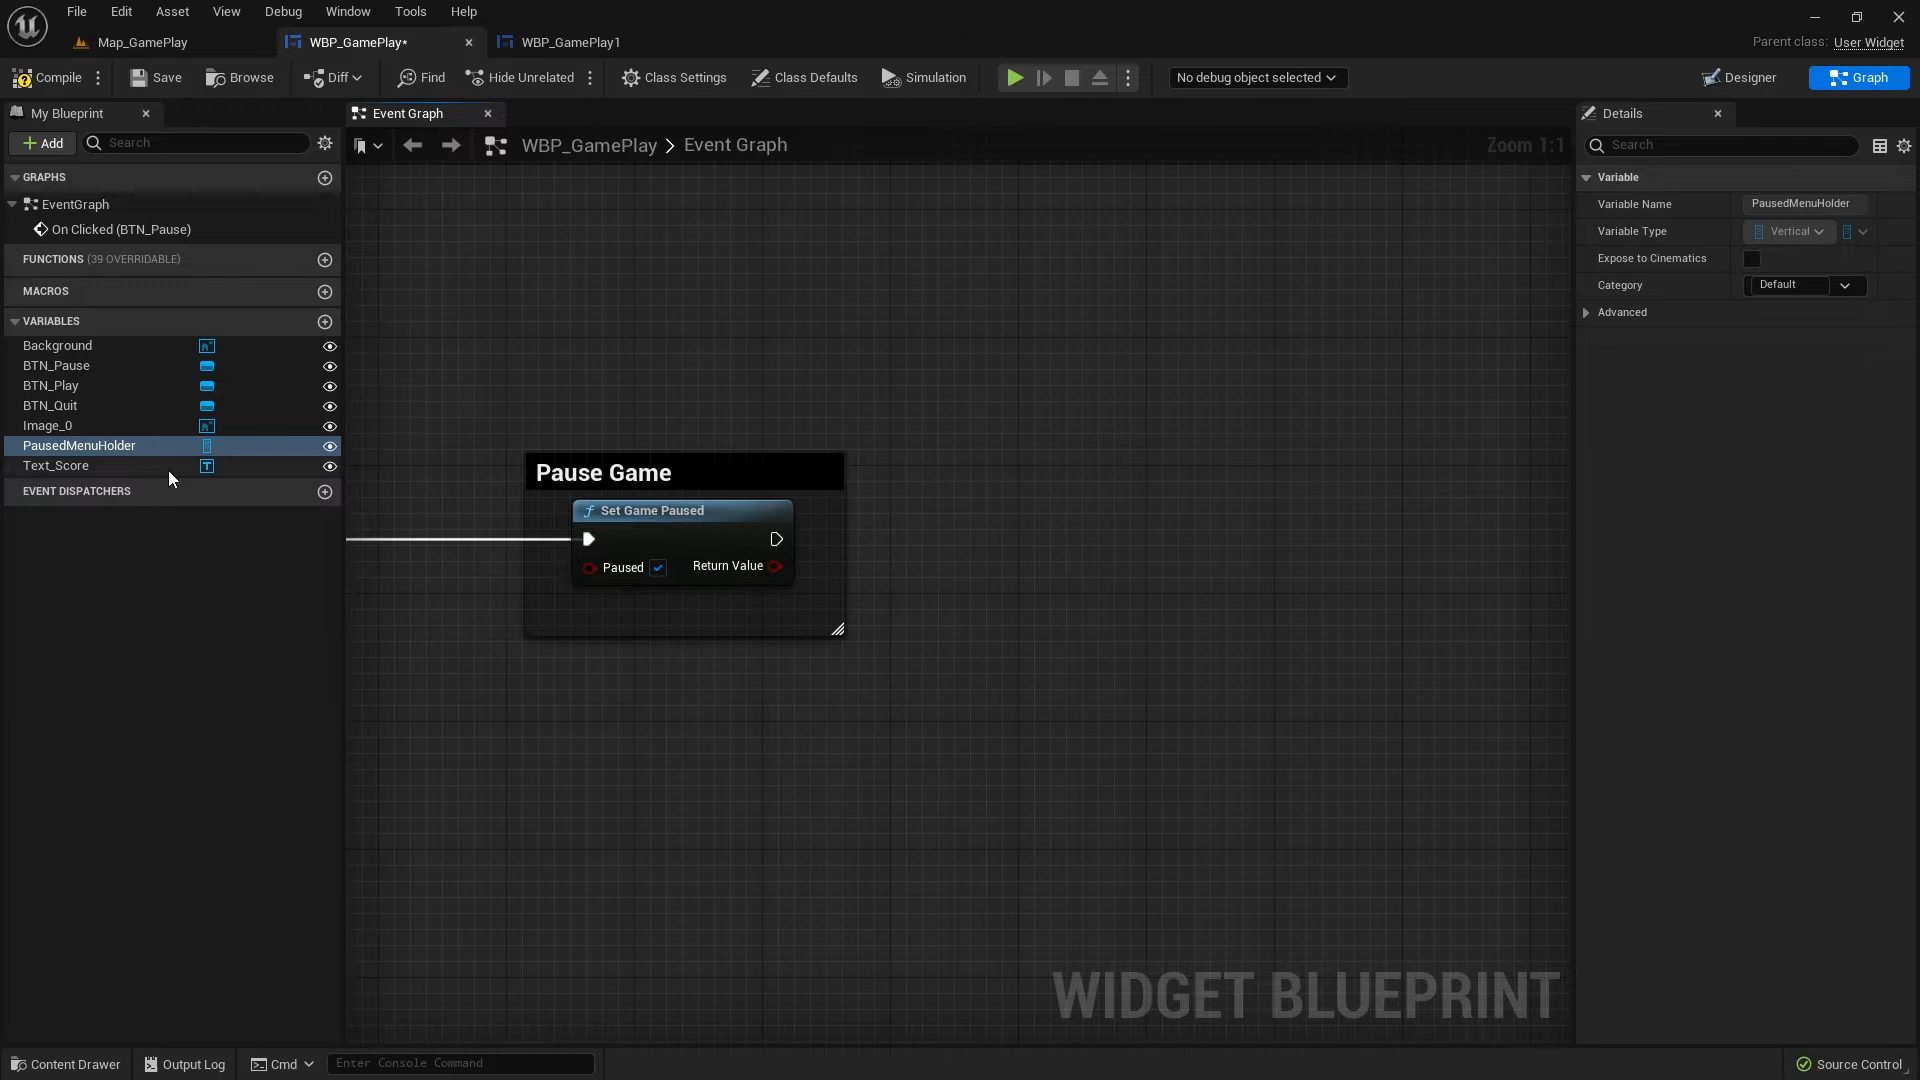 File Edit Asset View Debug Window Tools Help
Map_GamePlay WBP_GamePlay* WBP_GamePlay1
Parent class: User Widget
Compile Save Browse Diff Find Hide Unrelated Class Settings Class Defaults Simulation No debug object selected Designer Graph
My Blueprint
Event Graph
Details
Add Search
WBP_GamePlay > Event Graph
Zoom 1:1
Search
GRAPHS
EventGraph
On Clicked (BTN_Pause)
FUNCTIONS (39 OVERRIDABLE)
MACROS
VARIABLES
Background
BTN_Pause
BTN_Play
BTN_Quit
Image_0
PausedMenuHolder
Text_Score
EVENT DISPATCHERS
Pause Game
f Set Game Paused
Paused Return Value
WIDGET BLUEPRINT
Variable
Variable Name PausedMenuHolder
Variable Type Vertical
Expose to Cinematics
Category Default
Advanced
Content Drawer Output Log Cmd Enter Console Command Source Control